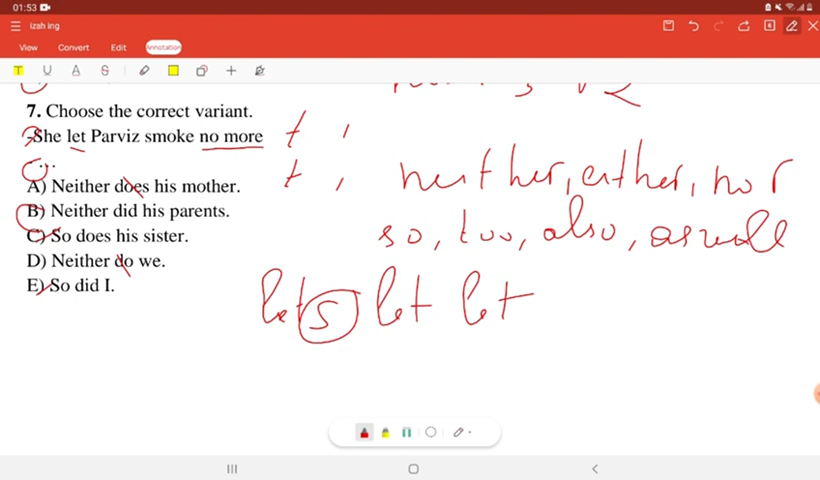 01:53
izah ing
View Convert Edit Annotation
T U A S
7. Choose the correct variant.
-She let Parviz smoke no more
...
A) Neither does his mother.
B) Neither did his parents.
C) So does his sister.
D) Neither do we.
E) So did I.
neither, either, nor
so, too, also, as well
let s let let